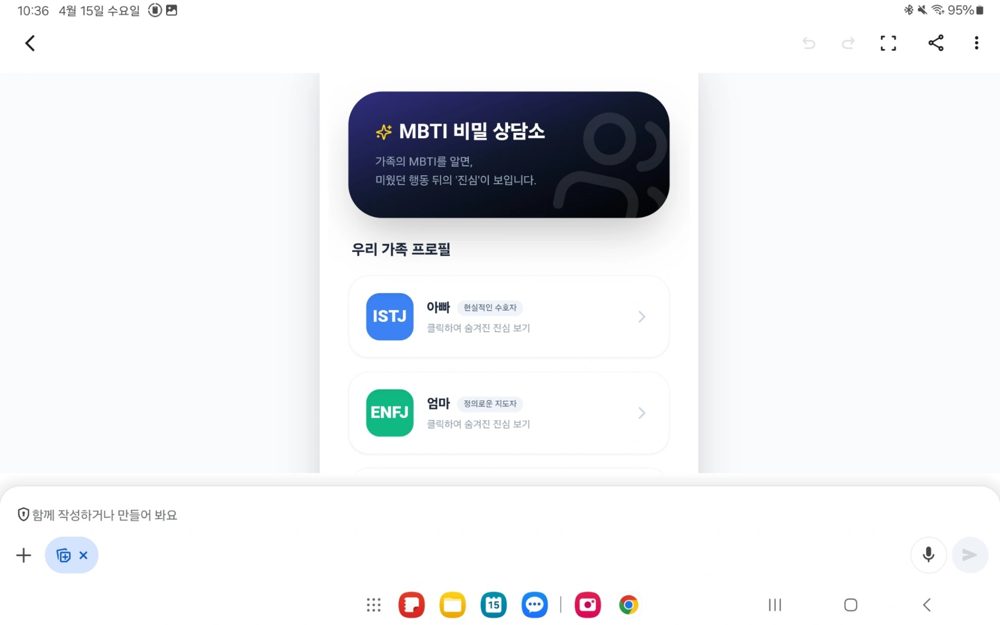 10:36 4월 15일 수요일
95%
MBTI 비밀 상담소
가족의 MBTI를 알면,
미웠던 행동 뒤의 '진심'이 보입니다.
우리 가족 프로필
ISTJ
아빠 현실적인 수호자
클릭하여 숨겨진 진심 보기
ENFJ
엄마 정의로운 지도자
클릭하여 숨겨진 진심 보기
함께 작성하거나 만들어 봐요
15